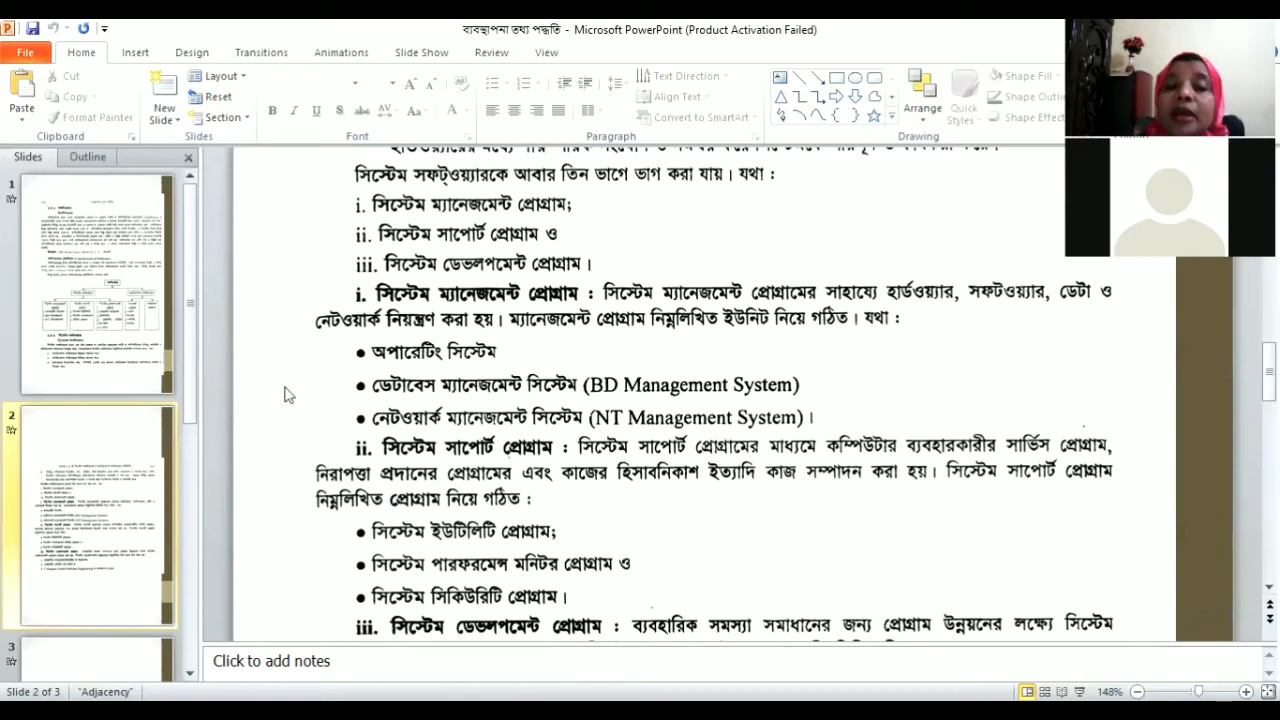 ব্যবস্থাপনা তথ্য পদ্ধতি - Microsoft PowerPoint (Product Activation Failed)
File Home Insert Design Transitions Animations Slide Show Review View
Cut
Copy
Format Painter
Paste
Clipboard
New Slide
Layout
Reset
Section
Slides
Font
Text Direction
Align Text
Convert to SmartArt
Paragraph
Arrange
Quick Styles
Shape Fill
Shape Outli
Shape Effect
Drawing
Slides Outline
1
2
3
সিস্টেম সফট্ওয়্যারকে আবার তিন ভাগে ভাগ করা যায়। যথা :
i. সিস্টেম ম্যানেজমেন্ট প্রোগ্রাম;
ii. সিস্টেম সাপোর্ট প্রোগ্রাম ও
iii. সিস্টেম ডেভলপমেন্ট প্রোগ্রাম।
i. সিস্টেম ম্যানেজমেন্ট প্রোগ্রাম : সিস্টেম ম্যানেজমেন্ট প্রোগ্রামের সাহায্যে হার্ডওয়্যার, সফটওয়্যার, ডেটা ও
নেটওয়ার্ক নিয়ন্ত্রণ করা হয়। ম্যানেজমেন্ট প্রোগ্রাম নিম্নলিখিত ইউনিট নিয়ে গঠিত। যথা :
● অপারেটিং সিস্টেম
● ডেটাবেস ম্যানেজমেন্ট সিস্টেম (BD Management System)
● নেটওয়ার্ক ম্যানেজমেন্ট সিস্টেম (NT Management System)।
ii. সিস্টেম সাপোর্ট প্রোগ্রাম : সিস্টেম সাপোর্ট প্রোগ্রামের মাধ্যমে কম্পিউটার ব্যবহারকারীর সার্ভিস প্রোগ্রাম,
নিরাপত্তা প্রদানের প্রোগ্রাম এবং কাজের হিসাবনিকাশ ইত্যাদি কাজ সম্পাদন করা হয়। সিস্টেম সাপোর্ট প্রোগ্রাম
নিম্নলিখিত প্রোগ্রাম নিয়ে গঠিত :
● সিস্টেম ইউটিলিটি প্রোগ্রাম;
● সিস্টেম পারফরমেন্স মনিটর প্রোগ্রাম ও
● সিস্টেম সিকিউরিটি প্রোগ্রাম।
iii. সিস্টেম ডেভলপমেন্ট প্রোগ্রাম : ব্যবহারিক সমস্যা সমাধানের জন্য প্রোগ্রাম উন্নয়নের লক্ষ্যে সিস্টেম
Click to add notes
Slide 2 of 3 "Adjacency" 148%